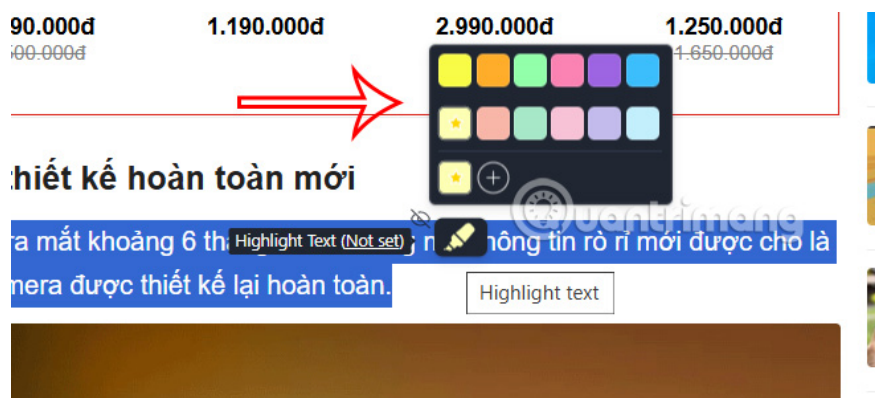 90.000đ 1.190.000đ 2.990.000đ 1.250.000đ
500.000đ 1.650.000đ
thiết kế hoàn toàn mới
Quantrimang
ra mắt khoảng 6 Highlight Text (Not set) thông tin rò rỉ mới được cho là
mera được thiết kế lại hoàn toàn.
Highlight text